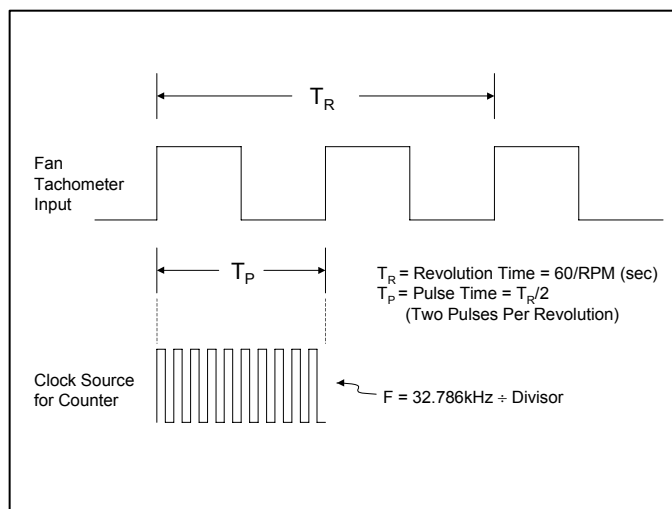 T_R
Fan
Tachometer
Input
T_P
T_R = Revolution Time = 60/RPM (sec)
T_P = Pulse Time = T_R/2
(Two Pulses Per Revolution)
Clock Source
for Counter
F = 32.786kHz ÷ Divisor